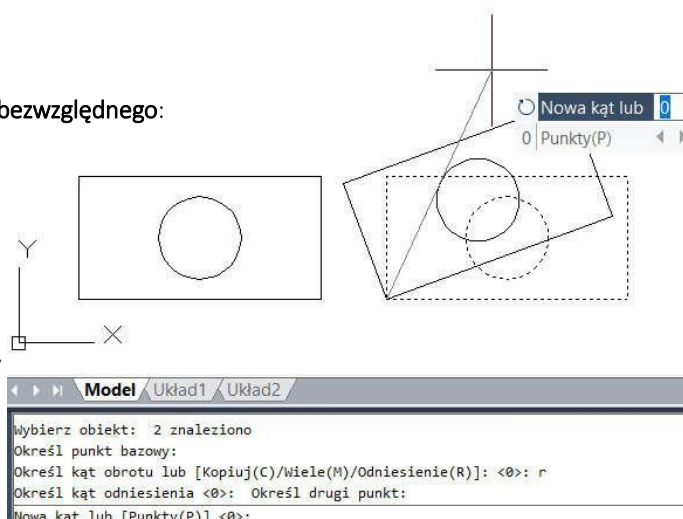 bezwzględnego:
Nowa kąt lub 0
0 Punkty(P)
Y
X
Model Układ1 Układ2
Wybierz obiekt: 2 znaleziono
Określ punkt bazowy:
Określ kąt obrotu lub [Kopiuj(C)/Wiele(M)/Odniesienie(R)]: <0>: r
Określ kąt odniesienia <0>: Określ drugi punkt:
Nowa kąt lub [Punkty(P)] <0>: